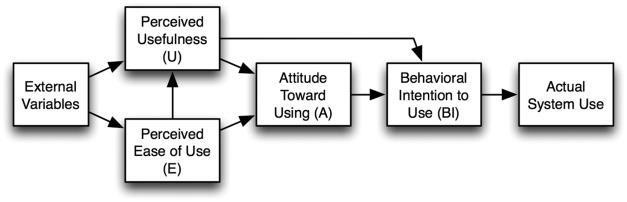 External
Variables
Perceived
Usefulness
(U)
Perceived
Ease of Use
(E)
Attitude
Toward
Using (A)
Behavioral
Intention to
Use (BI)
Actual
System Use